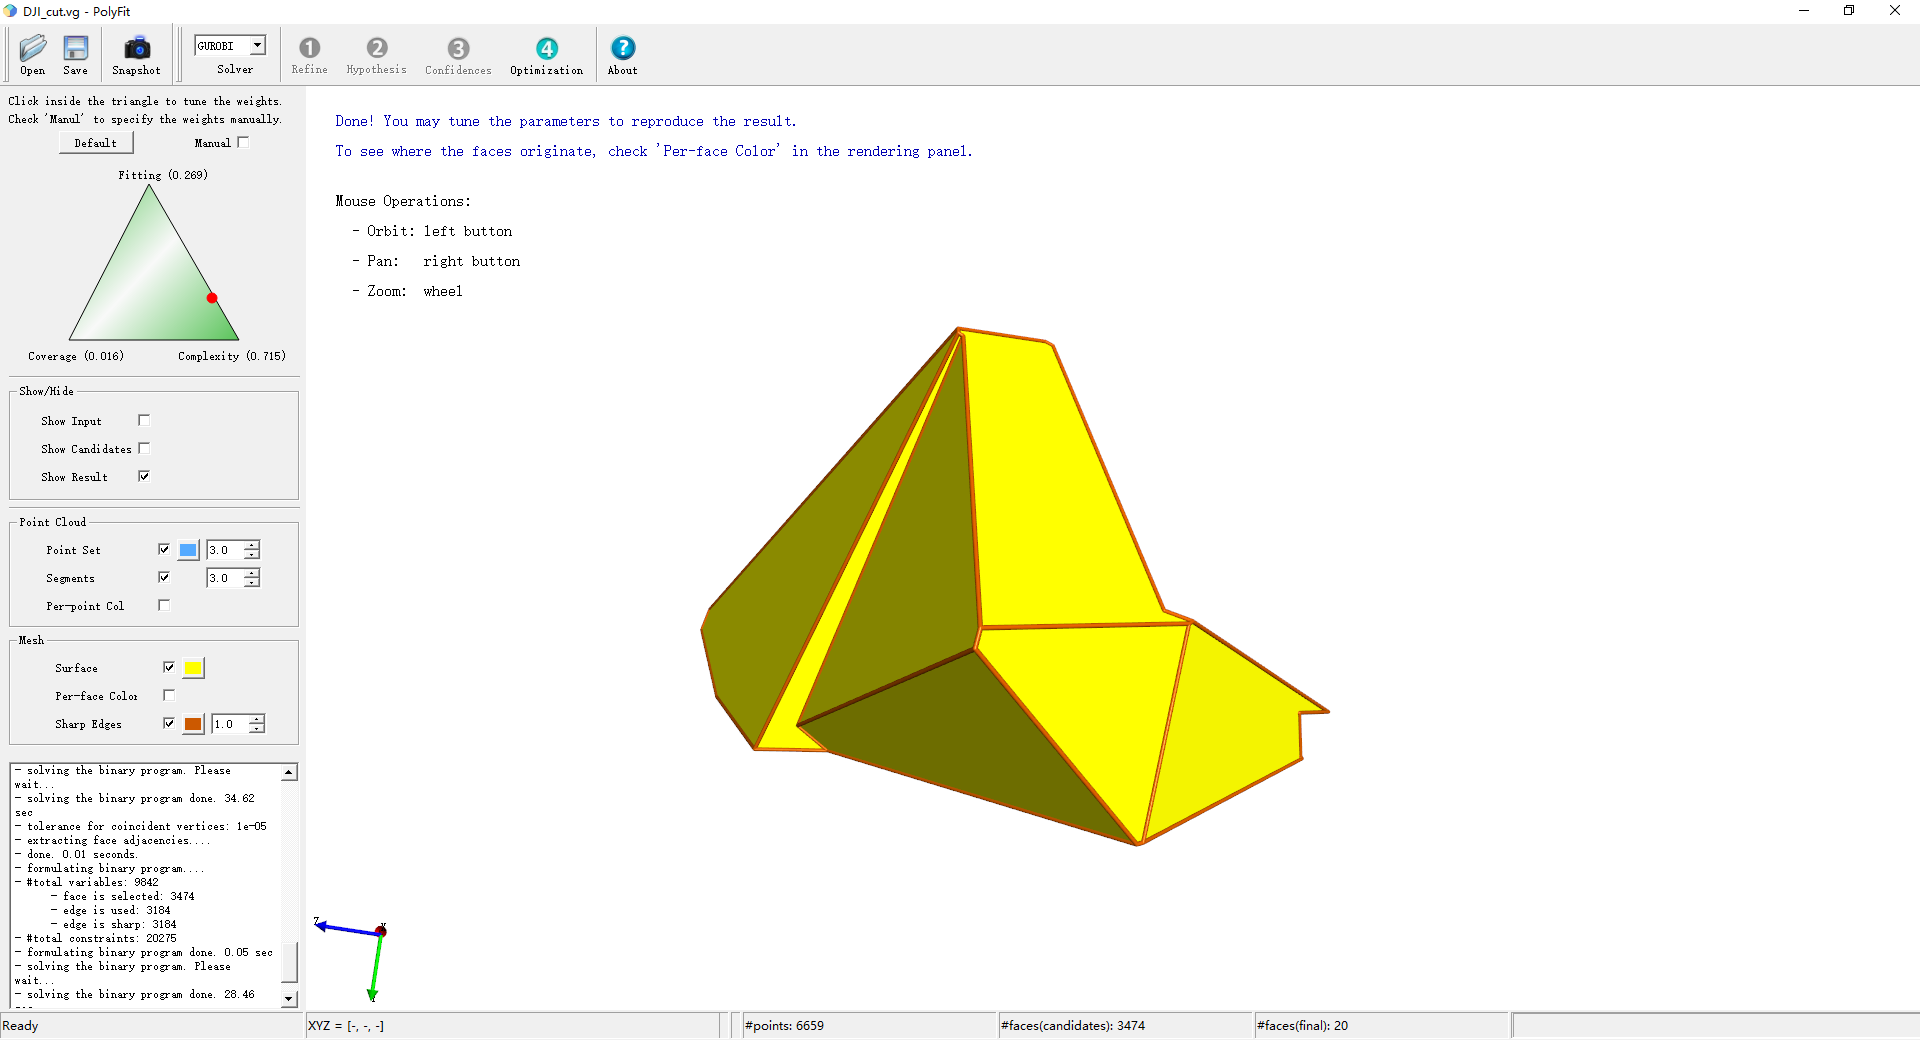 DJI_cut.vg - PolyFit
Open
Save
Snapshot
GUROBI
Solver
1
Refine
2
Hypothesis
3
Confidences
4
Optimization
?
About
Click inside the triangle to tune the weights.
Check 'Manul' to specify the weights manually.
Default
Manual
Fitting (0.269)
Coverage (0.016)
Complexity (0.715)
Show/Hide
Show Input
Show Candidates
Show Result
Point Cloud
Point Set
3.0
Segments
3.0
Per-point Col
Mesh
Surface
Per-face Color
Sharp Edges
1.0
- solving the binary program. Please
wait...
- solving the binary program done. 34.62
sec
- tolerance for coincident vertices: 1e-05
- extracting face adjacencies....
- done. 0.01 seconds.
- formulating binary program....
- #total variables: 9842
- face is selected: 3474
- edge is used: 3184
- edge is sharp: 3184
- #total constraints: 20275
- formulating binary program done. 0.05 sec
- solving the binary program. Please
wait...
- solving the binary program done. 28.46
Done! You may tune the parameters to reproduce the result.
To see where the faces originate, check 'Per-face Color' in the rendering panel.
Mouse Operations:
- Orbit: left button
- Pan: right button
- Zoom: wheel
Z
Ready
XYZ = [-, -, -]
#points: 6659
#faces(candidates): 3474
#faces(final): 20